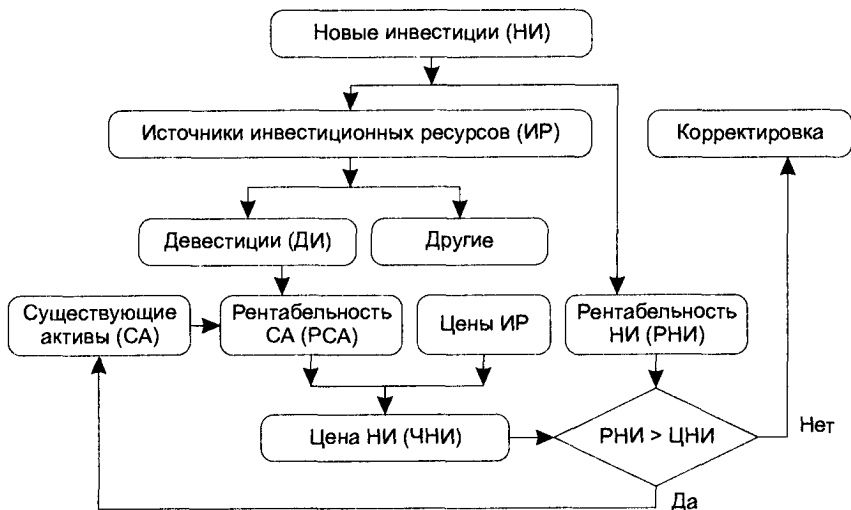 Новые инвестиции (НИ)
Источники инвестиционных ресурсов (ИР)
Корректировка
Девестиции (ДИ)
Другие
Существующие
активы (СА)
Рентабельность
СА (РСА)
Цены ИР
Рентабельность
НИ (РНИ)
Цена НИ (ЧНИ)
РНИ > ЦНИ
Нет
Да